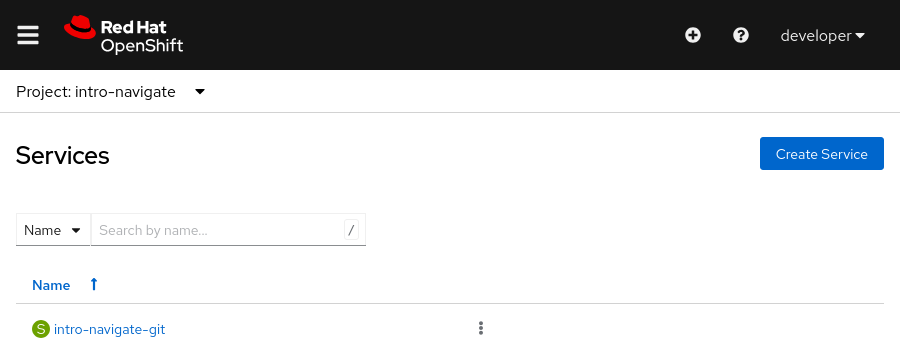 Red Hat
OpenShift
developer
Project: intro-navigate
Services
Create Service
Name
Search by name...
/
Name
S intro-navigate-git